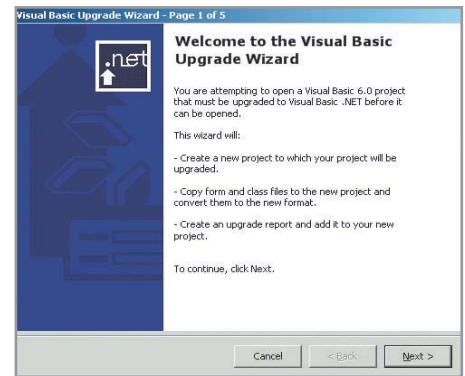 Visual Basic Upgrade Wizard - Page 1 of 5
.net
Welcome to the Visual Basic
Upgrade Wizard
You are attempting to open a Visual Basic 6.0 project
that must be upgraded to Visual Basic .NET before it
can be opened.
This wizard will:
- Create a new project to which your project will be
upgraded.
- Copy form and class files to the new project and
convert them to the new format.
- Create an upgrade report and add it to your new
project.
To continue, click Next.
Cancel
< Back
Next >